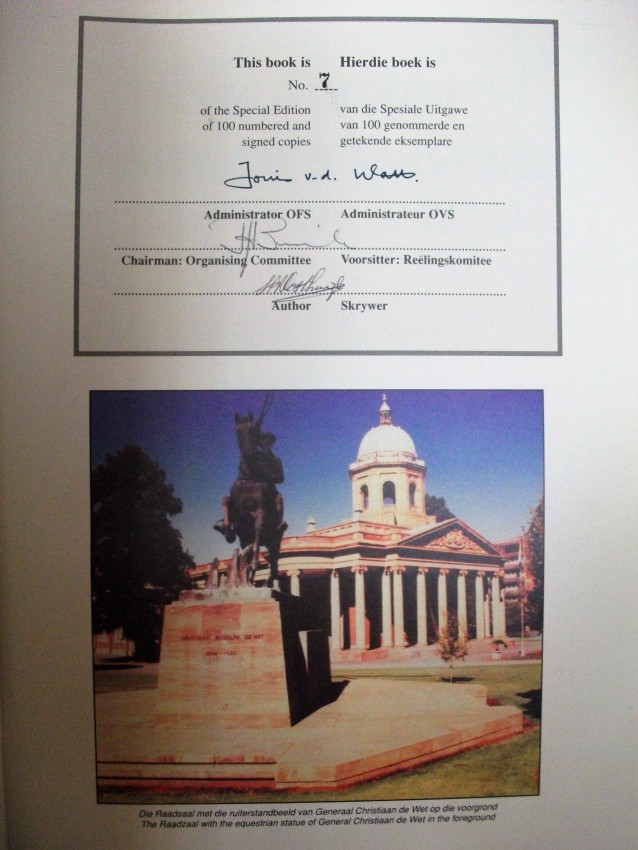 This book is Hierdie boek is
No. 7
of the Special Edition van die Spesiale Uitgawe
of 100 numbered and van 100 genommerde en
signed copies getekende eksemplare
v.d.
Administrator OFS Administrateur OVS
Chairman: Organising Committee Voorsitter: Reëlingskomitee
Author Skrywer
DE WET
Die Raadsaal met die ruiterstandbeeld van Generaal Christiaan de Wet op die voorgrond
The Raadzaal with the equestrian statue of General Christiaan de Wet in the foreground